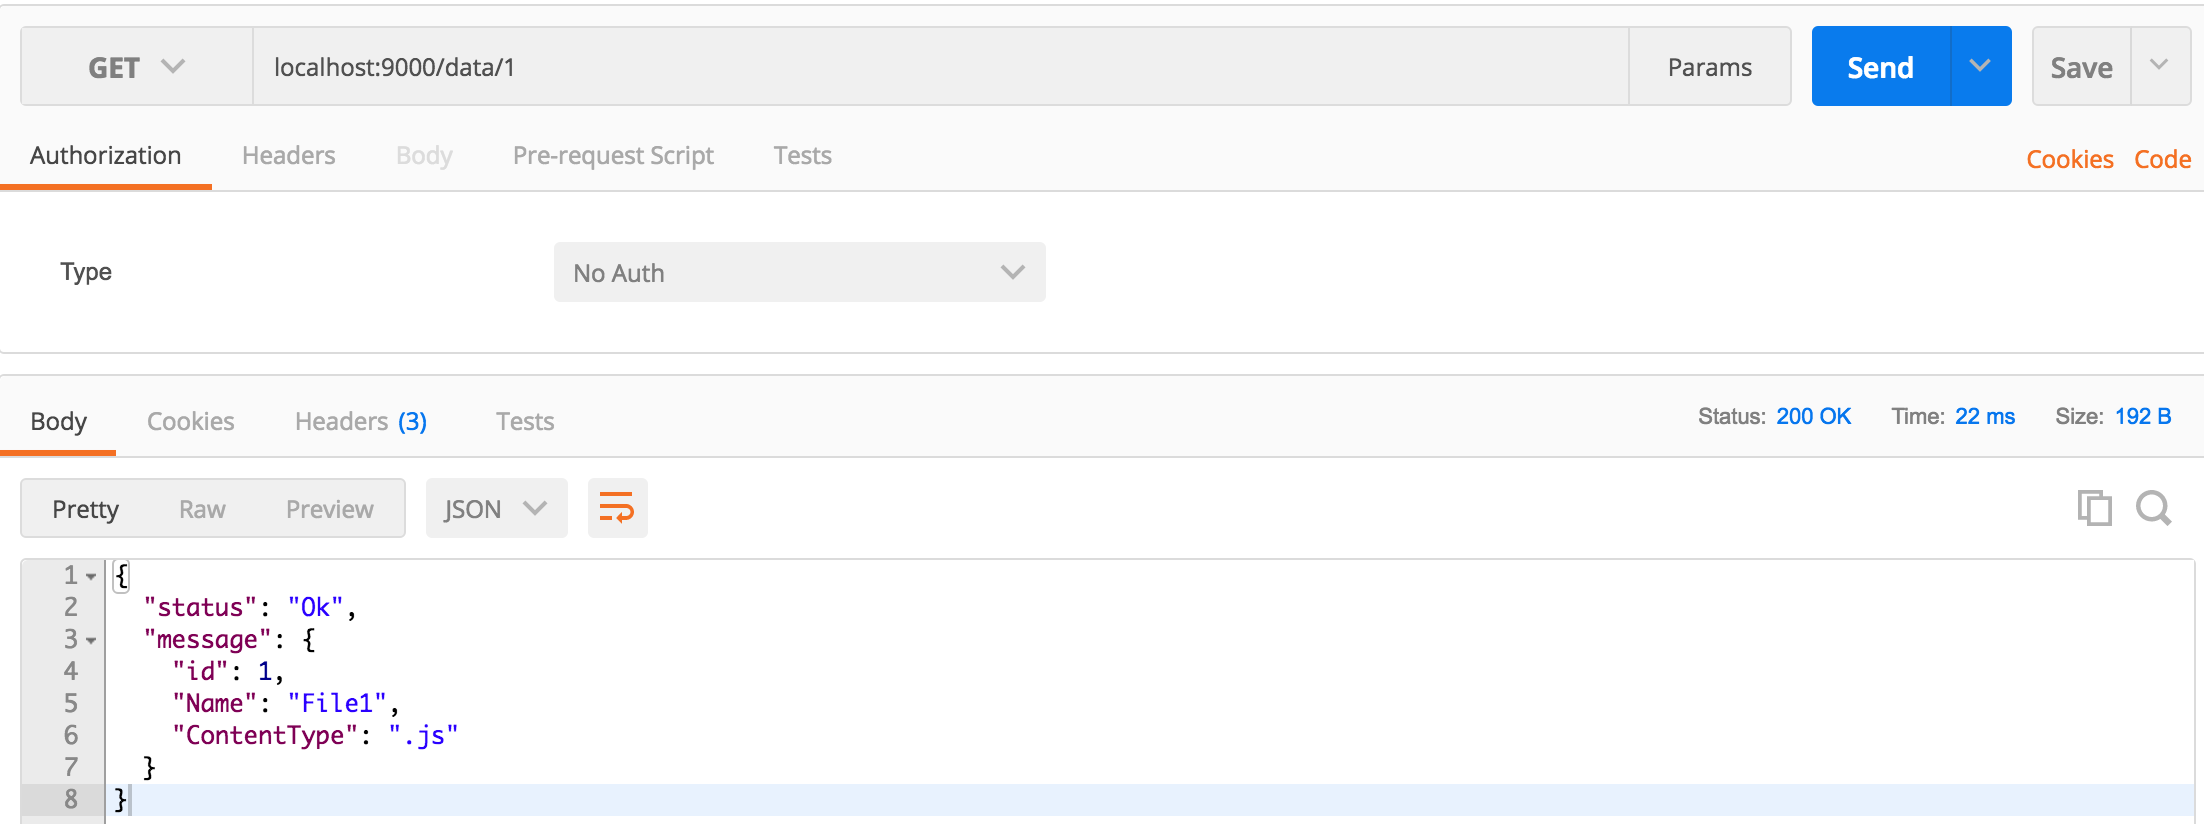 GET localhost:9000/data/1 Params Send Save
Authorization Headers Body Pre-request Script Tests Cookies Code
Type No Auth
Body Cookies Headers (3) Tests Status: 200 OK Time: 22 ms Size: 192 B
Pretty Raw Preview JSON
1 {
2 "status": "Ok",
3 "message": {
4 "id": 1,
5 "Name": "File1",
6 "ContentType": ".js"
7 }
8 }